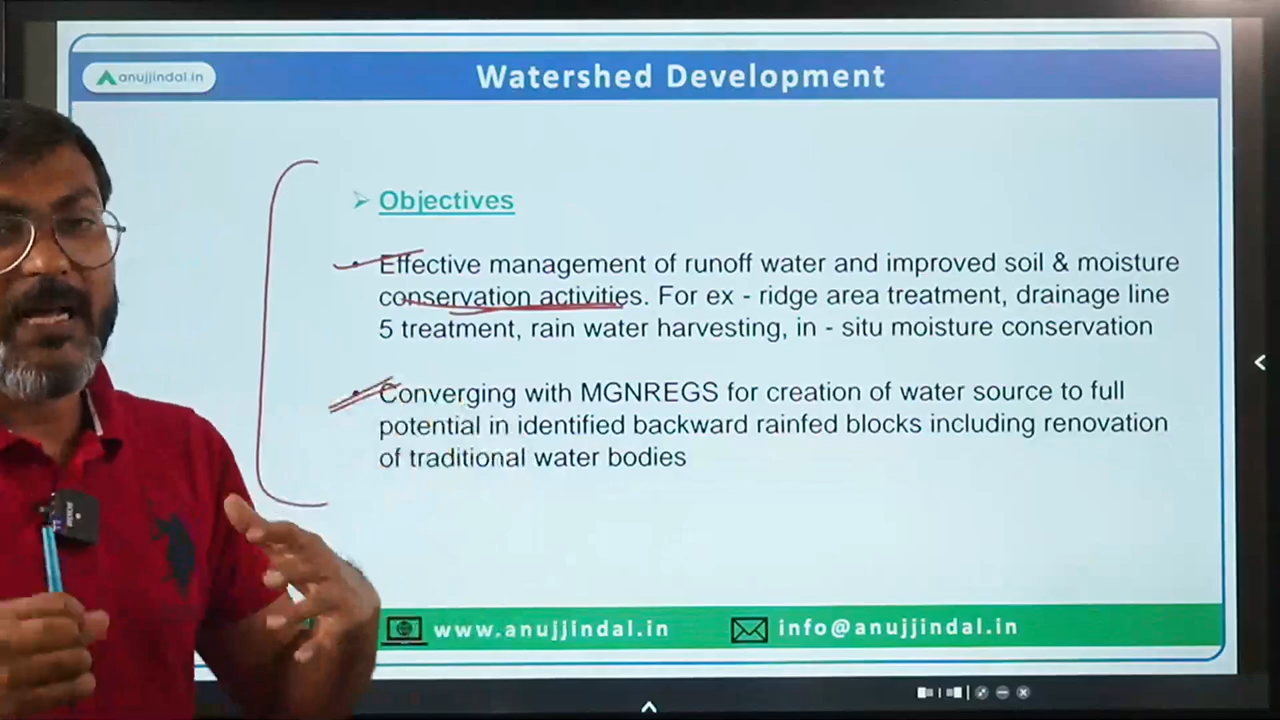 anujjindal.in
Watershed Development
Objectives
Effective management of runoff water and improved soil & moisture
conservation activities. For ex - ridge area treatment, drainage line
5 treatment, rain water harvesting, in - situ moisture conservation
Converging with MGNREGS for creation of water source to full
potential in identified backward rainfed blocks including renovation
of traditional water bodies
www.anujjindal.in
info@anujjindal.in